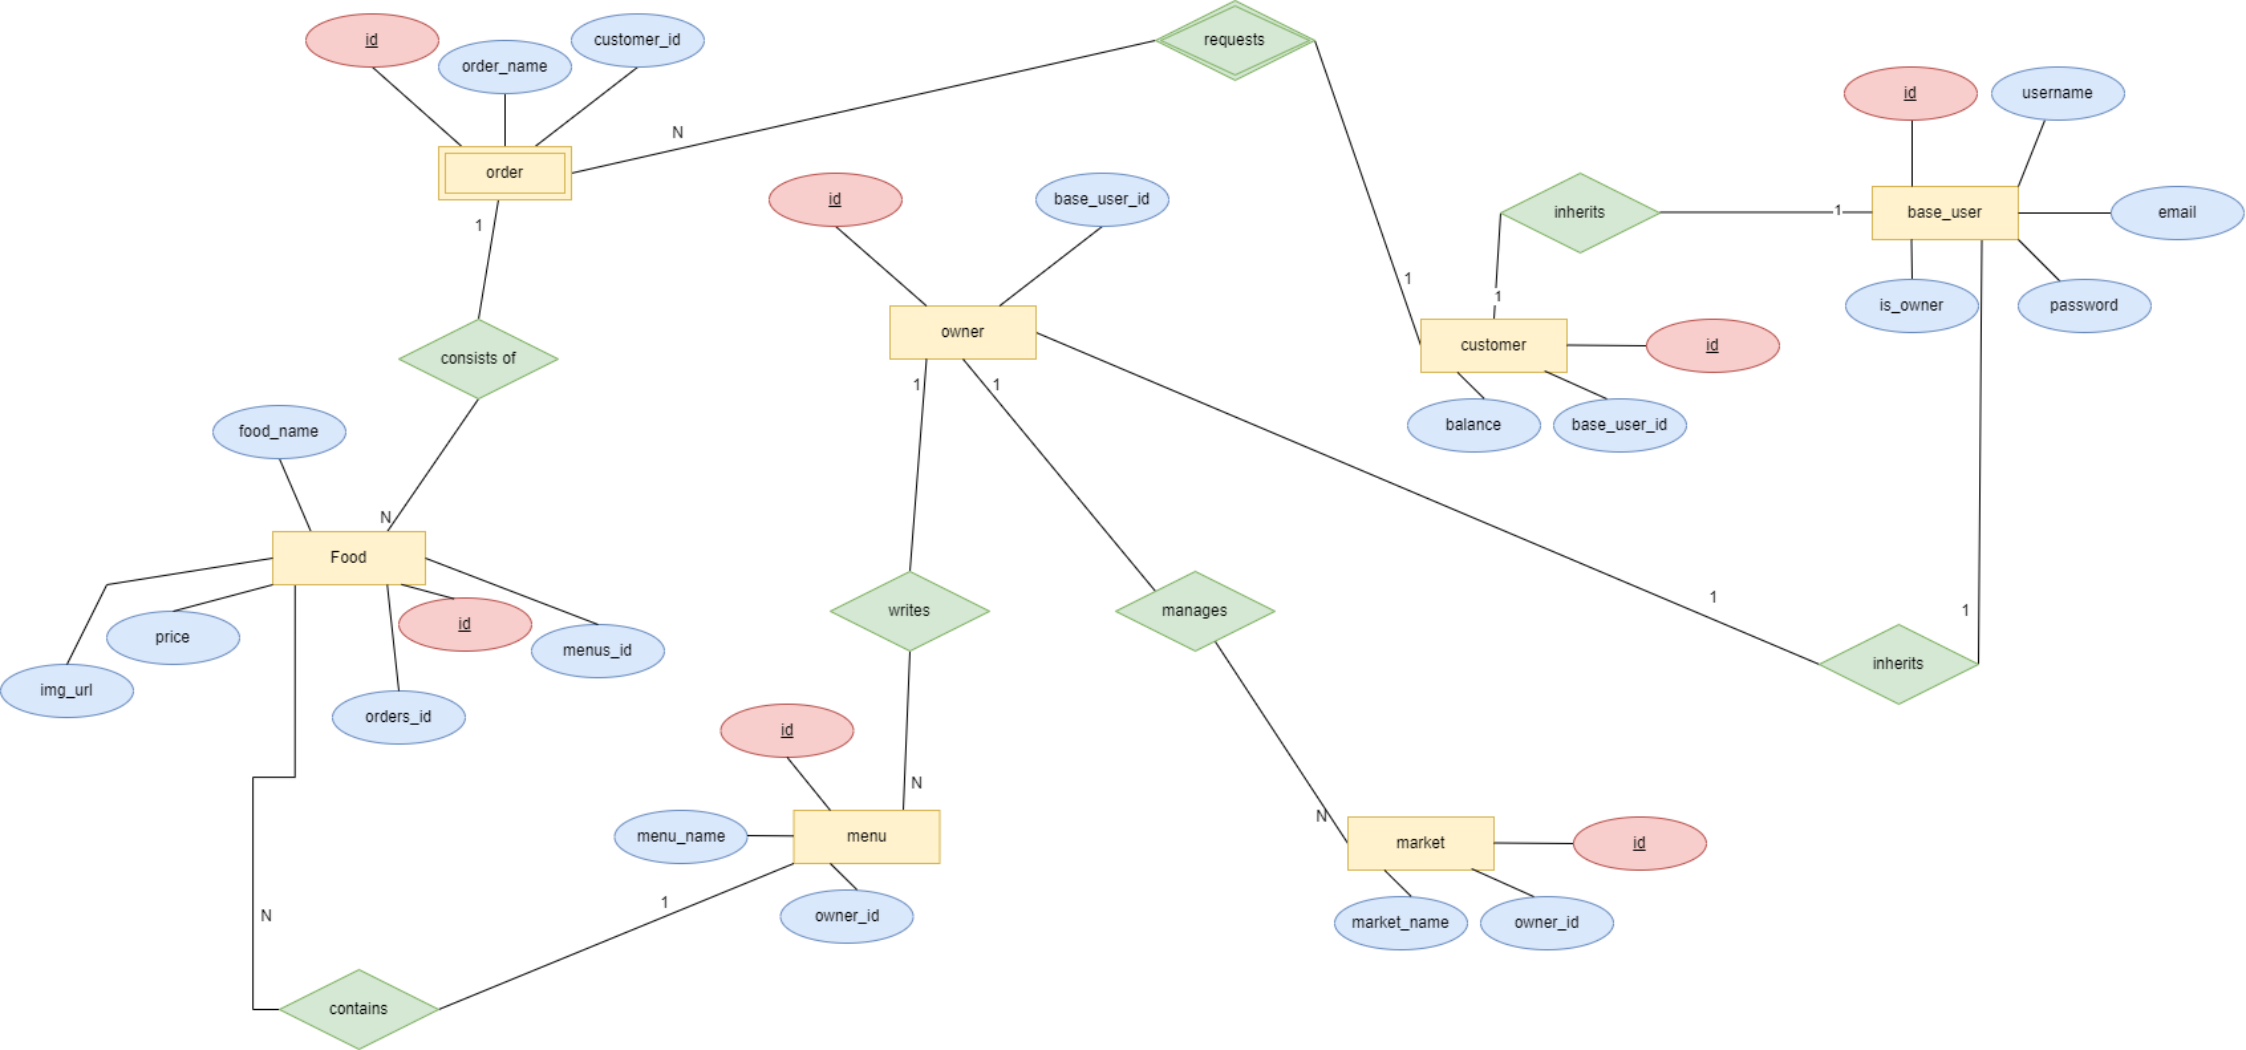 id
order_name
customer_id
requests
id
username
N
order
id
base_user_id
inherits
1
base_user
email
1
1
1
is_owner
password
owner
customer
id
consists of
1
1
balance
base_user_id
food_name
N
Food
writes
manages
1
1
price
id
menus_id
inherits
img_url
orders_id
id
N
N
menu_name
menu
market
id
1
N
owner_id
market_name
owner_id
contains